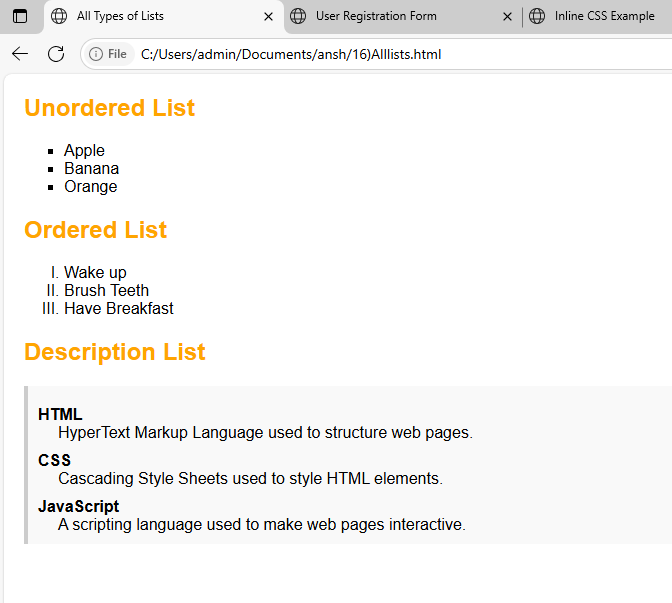 All Types of Lists
User Registration Form
Inline CSS Example
File
C:/Users/admin/Documents/ansh/16)Alllists.html
Unordered List
Apple
Banana
Orange
Ordered List
I. Wake up
II. Brush Teeth
III. Have Breakfast
Description List
HTML
HyperText Markup Language used to structure web pages.
CSS
Cascading Style Sheets used to style HTML elements.
JavaScript
A scripting language used to make web pages interactive.